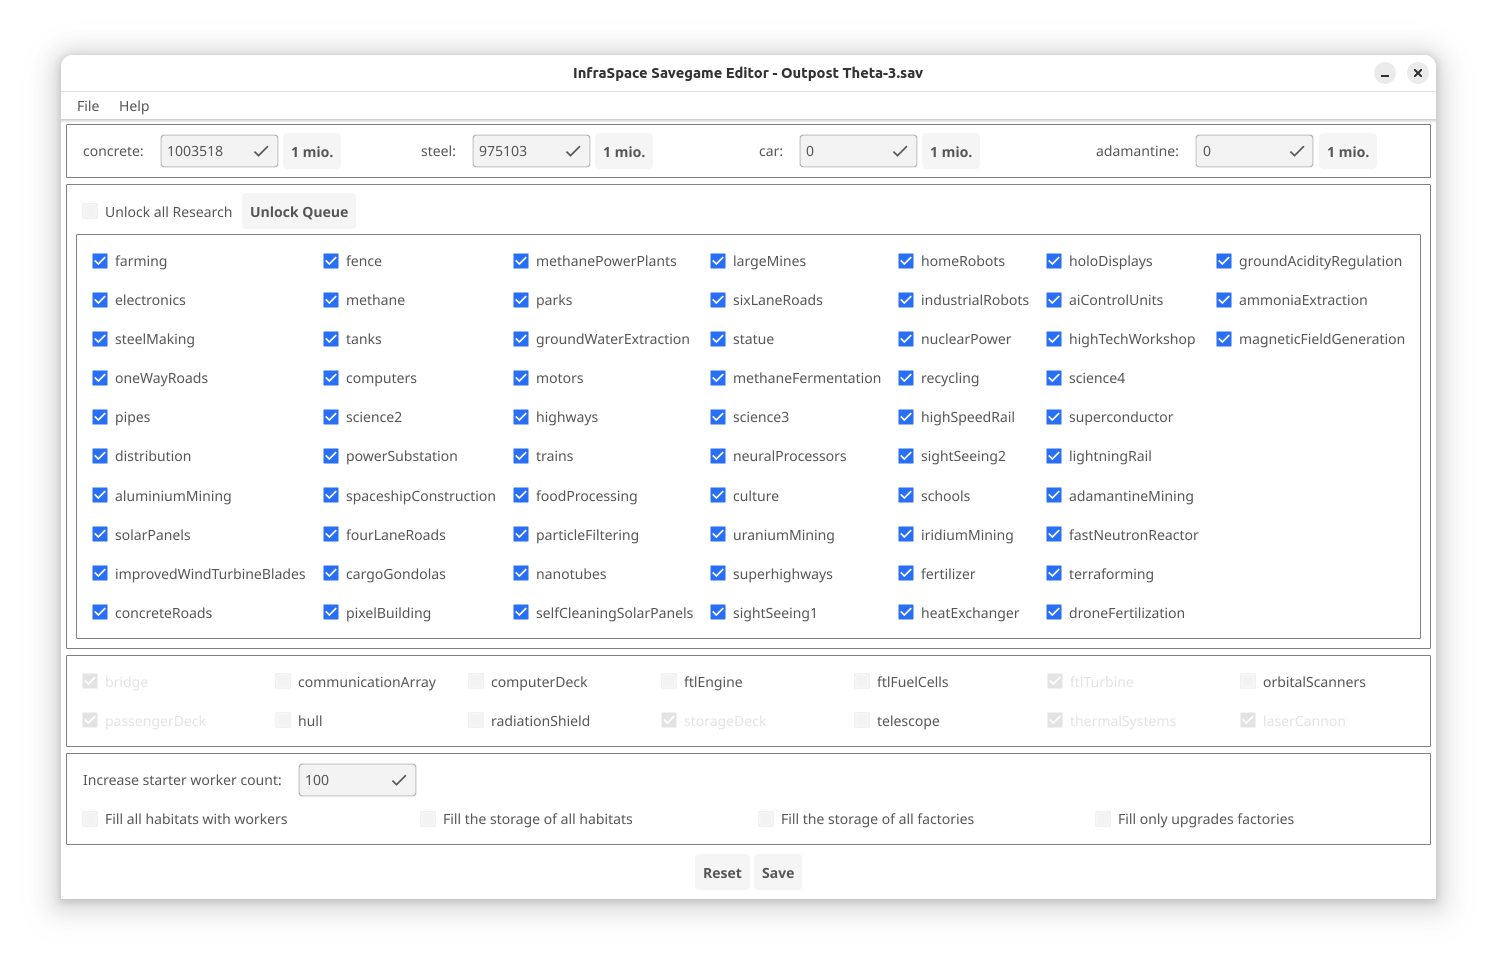 InfraSpace Savegame Editor - Outpost Theta-3.sav
File Help
concrete: 1003518 1 mio. steel: 975103 1 mio. car: 0 1 mio. adamantine: 0 1 mio.
Unlock all Research Unlock Queue
farming fence methanePowerPlants largeMines homeRobots holoDisplays groundAcidityRegulation
electronics methane parks sixLaneRoads industrialRobots aiControlUnits ammoniaExtraction
steelMaking tanks groundWaterExtraction statue nuclearPower highTechWorkshop magneticFieldGeneration
oneWayRoads computers motors methaneFermentation recycling science4
pipes science2 highways science3 highSpeedRail superconductor
distribution powerSubstation trains neuralProcessors sightSeeing2 lightningRail
aluminiumMining spaceshipConstruction foodProcessing culture schools adamantineMining
solarPanels fourLaneRoads particleFiltering uraniumMining iridiumMining fastNeutronReactor
improvedWindTurbineBlades cargoGondolas nanotubes superhighways fertilizer terraforming
concreteRoads pixelBuilding selfCleaningSolarPanels sightSeeing1 heatExchanger droneFertilization
bridge communicationArray computerDeck ftlEngine ftlFuelCells ftlTurbine orbitalScanners
passengerDeck hull radiationShield storageDeck telescope thermalSystems laserCannon
Increase starter worker count: 100
Fill all habitats with workers Fill the storage of all habitats Fill the storage of all factories Fill only upgrades factories
Reset Save